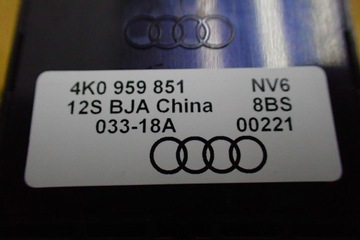 4K0 959 851 NV6
12S BJA China 8BS
033-18A 00221